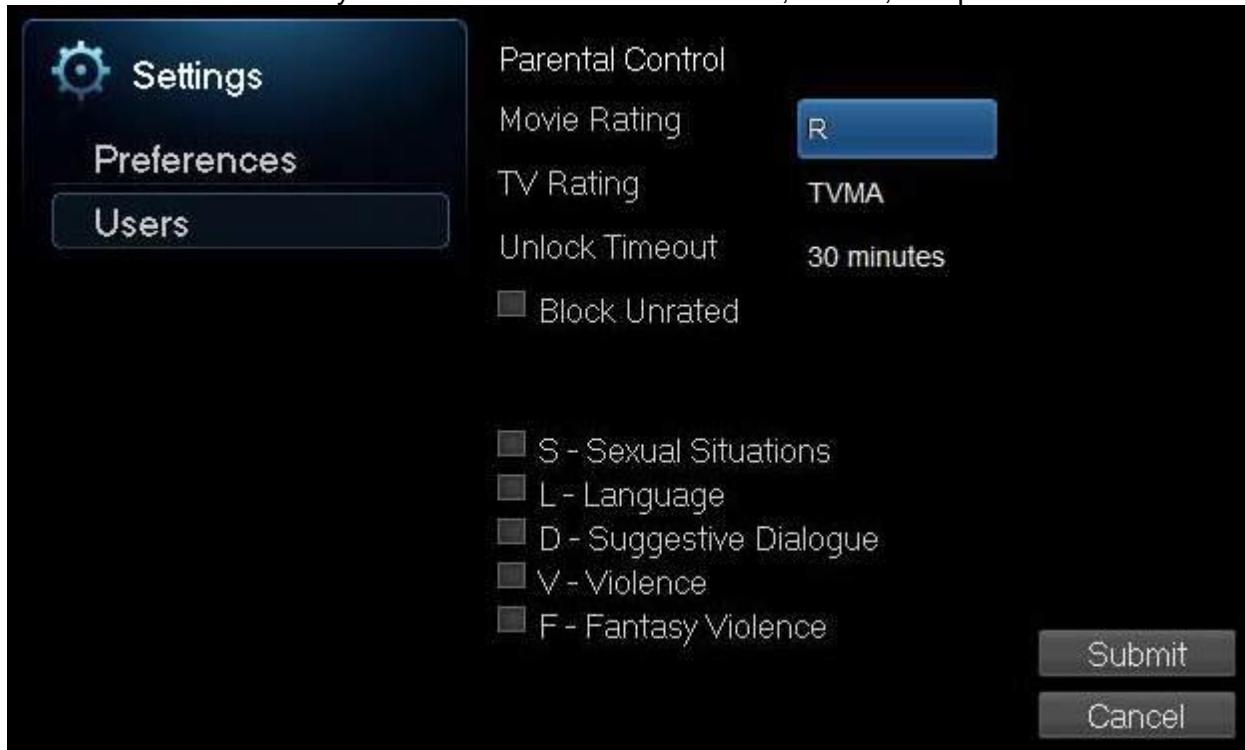 Settings
Preferences
Users
Parental Control
Movie Rating R
TV Rating TVMA
Unlock Timeout 30 minutes
Block Unrated
S - Sexual Situations
L - Language
D - Suggestive Dialogue
V - Violence
F - Fantasy Violence
Submit
Cancel